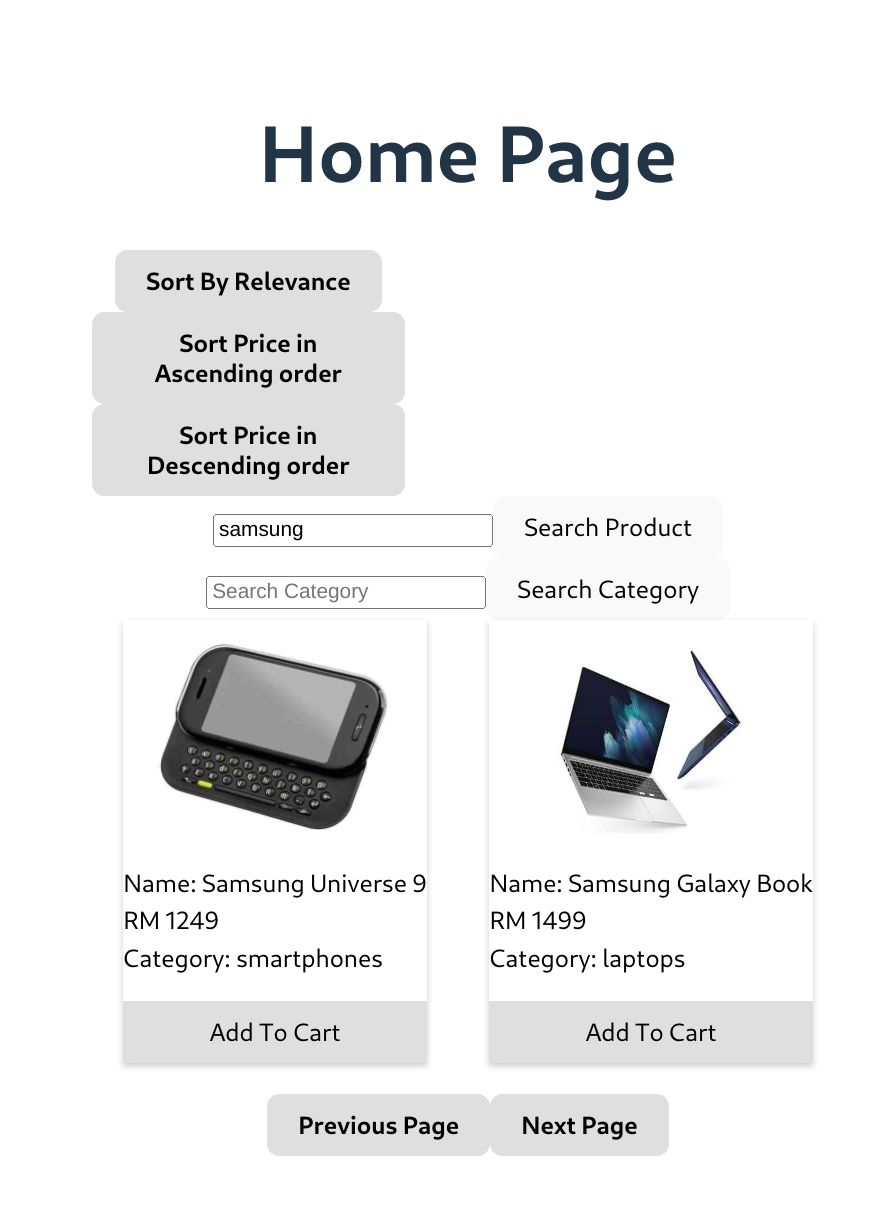 Home Page
Sort By Relevance
Sort Price in
Ascending order
Sort Price in
Descending order
samsung
Search Product
Search Category
Search Category
Name: Samsung Universe 9
RM 1249
Category: smartphones
Add To Cart
Name: Samsung Galaxy Book
RM 1499
Category: laptops
Add To Cart
Previous Page
Next Page